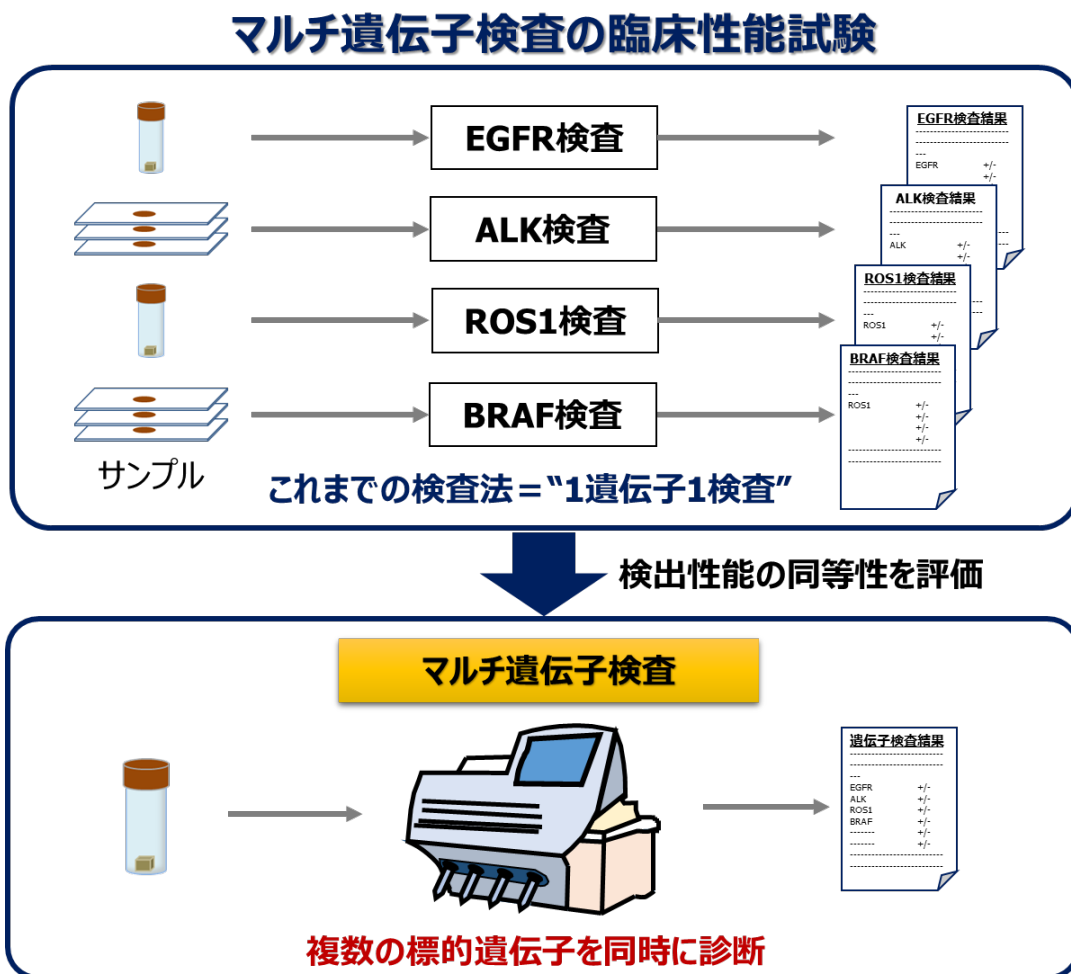 マルチ遺伝子検査の臨床性能試験
EGFR検査
ALK検査
ROS1検査
BRAF検査
サンプル
EGFR検査結果
---
EGFR +/-
+/-
ALK検査結果
---
ALK +/-
+/-
ROS1検査結果
---
ROS1 +/-
+/-
BRAF検査結果
---
ROS1 +/-
+/-
+/-
+/-
これまでの検査法＝“1遺伝子1検査”
検出性能の同等性を評価
マルチ遺伝子検査
遺伝子検査結果
---
EGFR +/-
ALK +/-
ROS1 +/-
BRAF +/-
------- +/-
------- +/-
複数の標的遺伝子を同時に診断